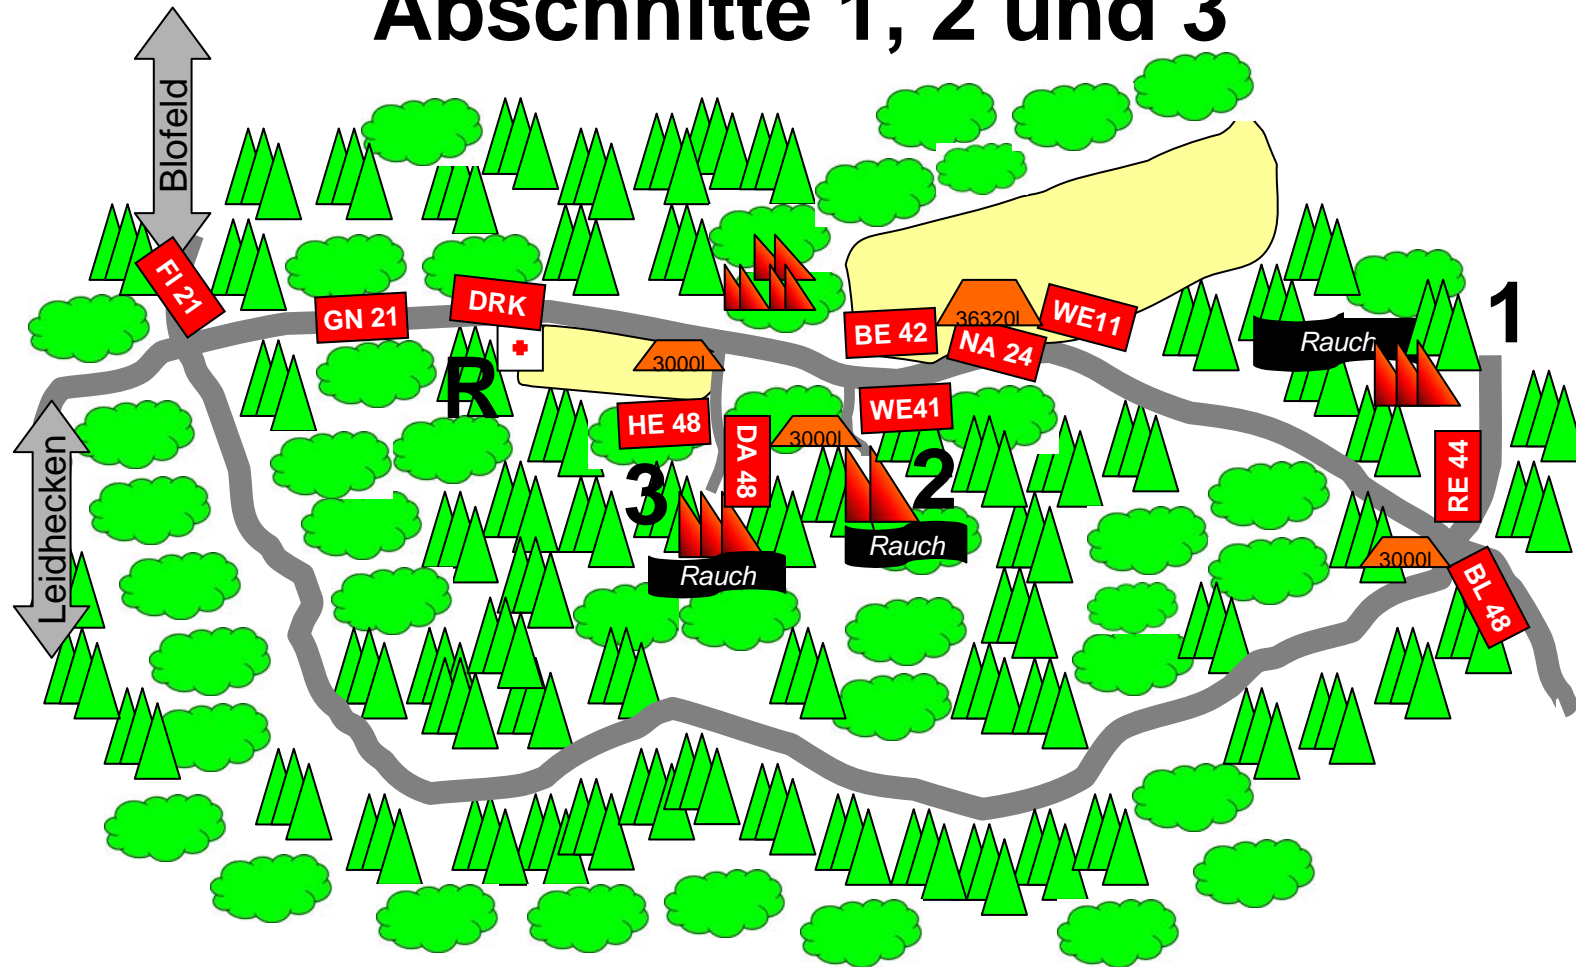 Abschnitte 1, 2 und 3
Blofeld
FI 21
GN 21
DRK
R
3000l
HE 48
DA 48
3000l
3
Rauch
BE 42
36320l
NA 24
WE11
WE41
2
Rauch
1
Rauch
RE 44
3000l
BL 48
Leidhecken